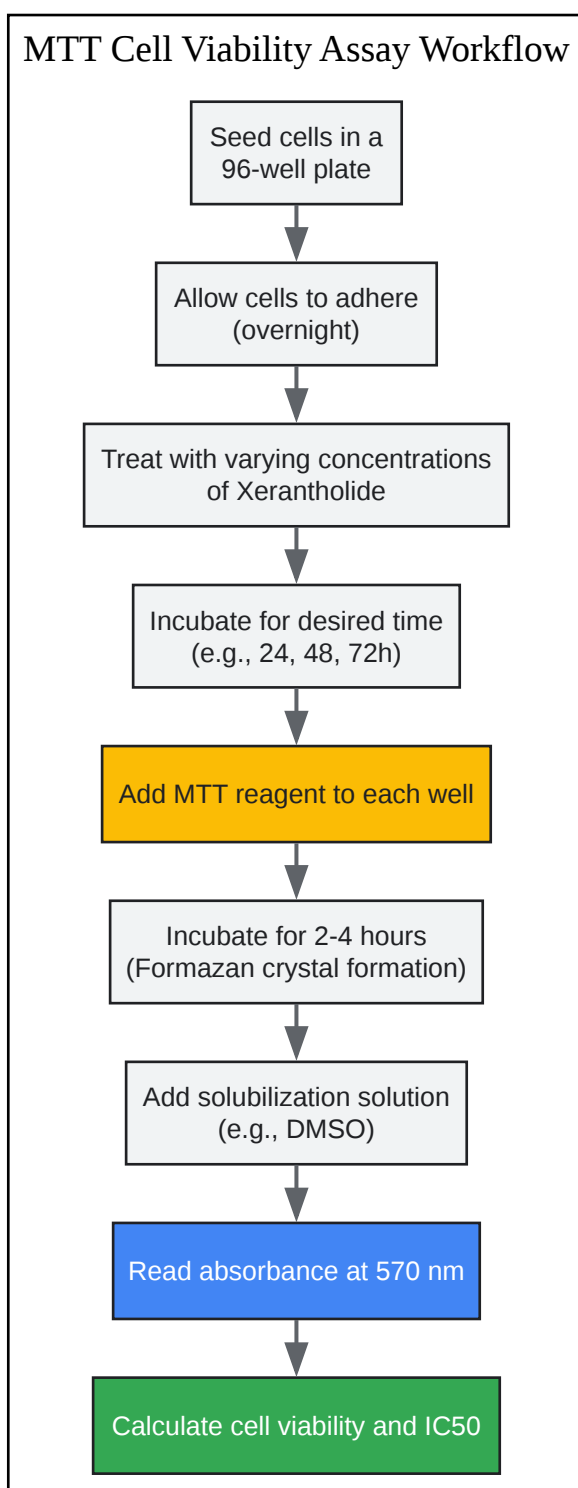 MTT Cell Viability Assay Workflow
Seed cells in a
96-well plate
Allow cells to adhere
(overnight)
Treat with varying concentrations
of Xerantholide
Incubate for desired time
(e.g., 24, 48, 72h)
Add MTT reagent to each well
Incubate for 2-4 hours
(Formazan crystal formation)
Add solubilization solution
(e.g., DMSO)
Read absorbance at 570 nm
Calculate cell viability and IC50